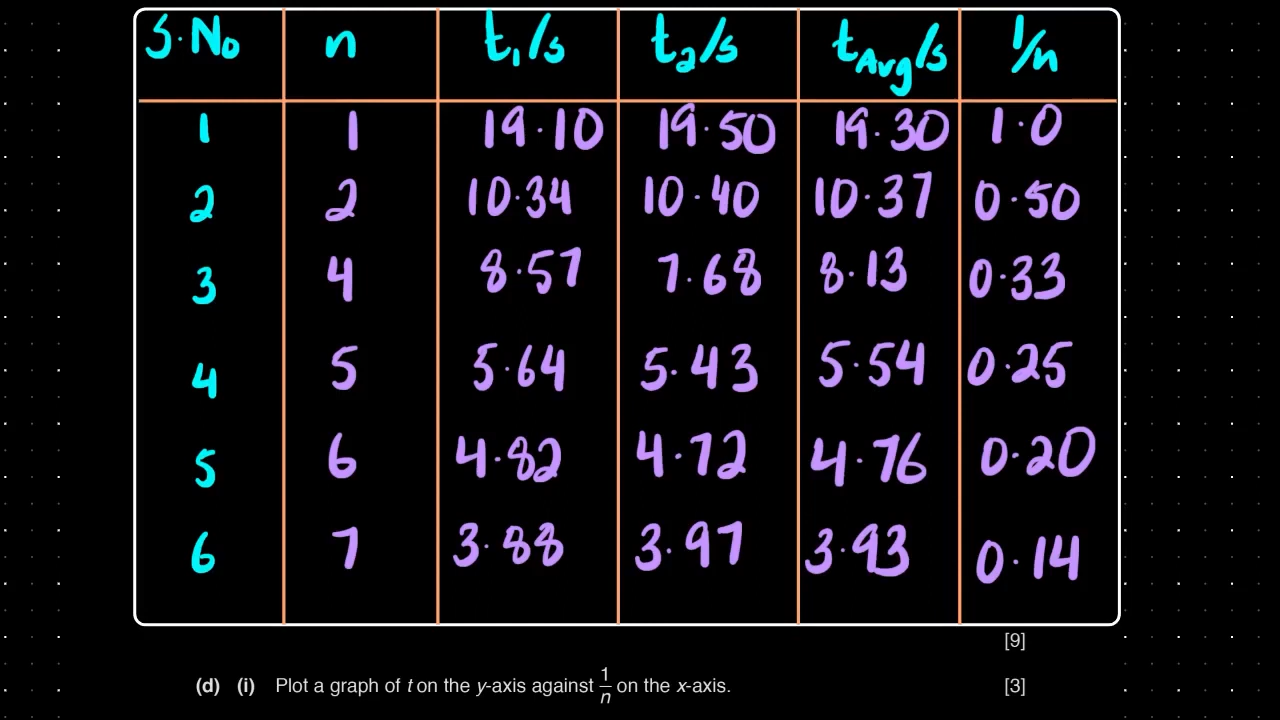 S.No n t₁/s t₂/s tAvg/s 1/n
1 1 19.10 19.50 19.30 1.0
2 2 10.34 10.40 10.37 0.50
3 4 8.57 7.68 8.13 0.33
4 5 5.64 5.43 5.54 0.25
5 6 4.82 4.72 4.76 0.20
6 7 3.88 3.97 3.93 0.14
[9]
(d) (i) Plot a graph of t on the y-axis against 1/n on the x-axis. [3]